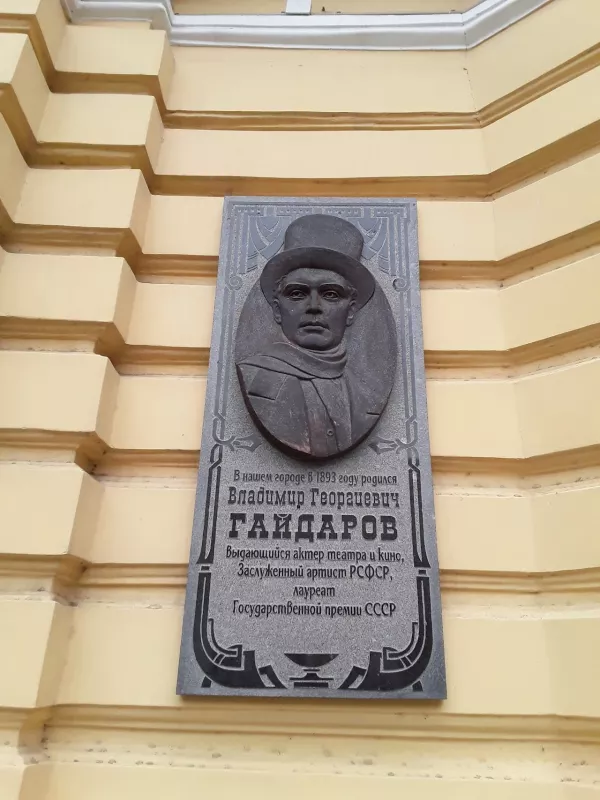 В нашем городе в 1893 году родился
Владимир Георгиевич
ГАЙДАРОВ
Выдающийся актер театра и кино,
Заслуженный артист РСФСР,
лауреат
Государственной премии СССР